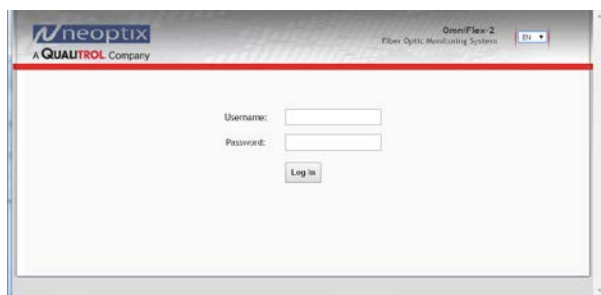 neoptix
A QUALITROL Company
OmniFlex-2
Fiber Optic Monitoring System
EN
Username:
Password:
Log in